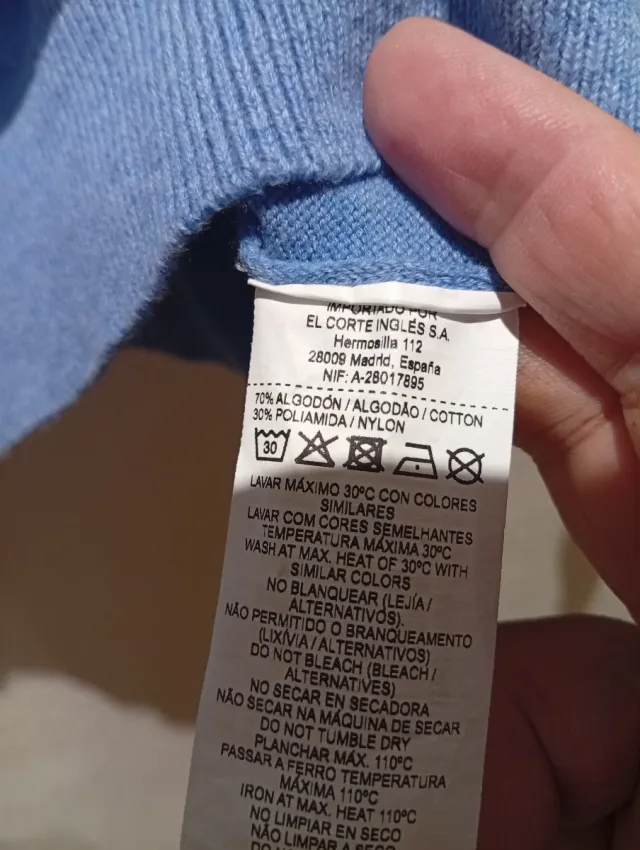 IMPORTADO POR
EL CORTE INGLÉS S.A.
Hermosilla 112
28009 Madrid, España
NIF: A-28017895
70% ALGODÓN / ALGODÃO / COTTON
30% POLIAMIDA / NYLON
30
LAVAR MÁXIMO 30ºC CON COLORES
SIMILARES
LAVAR COM CORES SEMELHANTES
TEMPERATURA MÁXIMA 30ºC
WASH AT MAX. HEAT OF 30ºC WITH
SIMILAR COLORS
NO BLANQUEAR (LEJÍA /
ALTERNATIVOS).
NÃO PERMITIDO O BRANQUEAMENTO
(LIXÍVIA / ALTERNATIVOS)
DO NOT BLEACH (BLEACH /
ALTERNATIVES)
NO SECAR EN SECADORA
NÃO SECAR NA MÁQUINA DE SECAR
DO NOT TUMBLE DRY
PLANCHAR MÁX. 110ºC
PASSAR A FERRO TEMPERATURA
MÁXIMA 110ºC
IRON AT MAX. HEAT 110ºC
NO LIMPIAR EN SECO
NÃO LIMPAR A SECO